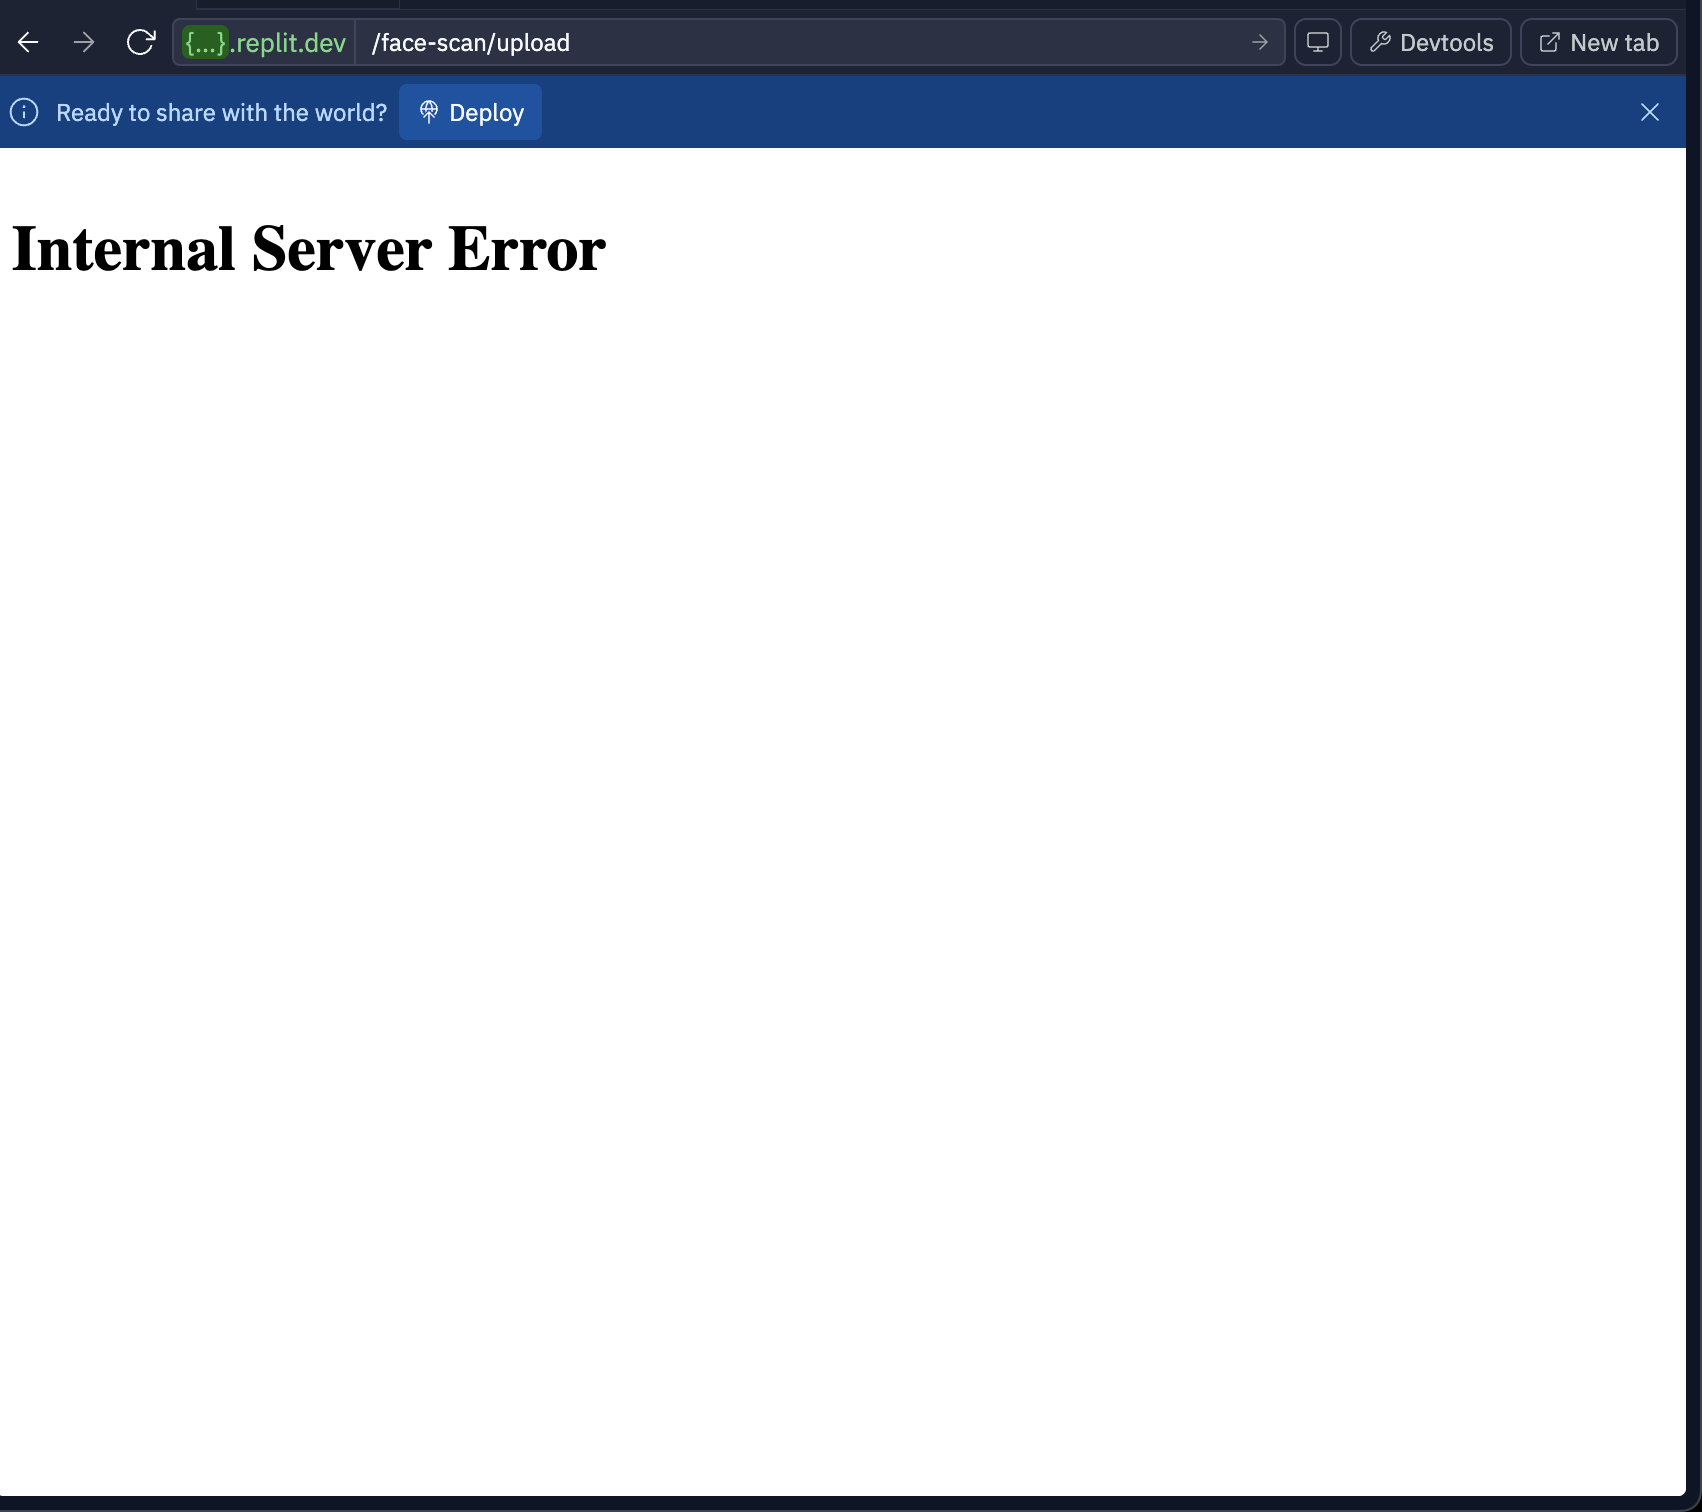 {...}.replit.dev /face-scan/upload Devtools New tab
Ready to share with the world? Deploy
Internal Server Error